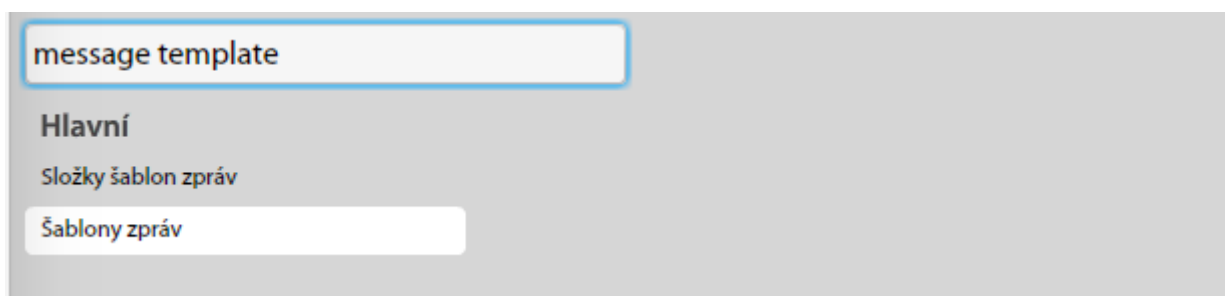 message template
Hlavní
Složky šablon zpráv
Šablony zpráv